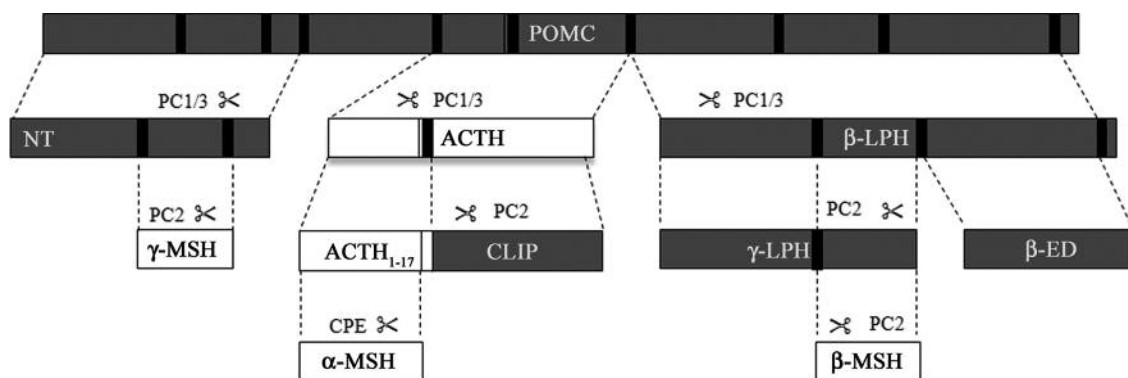 POMC
PC1/3 PC1/3 PC1/3
NT ACTH β-LPH
PC2 PC2 PC2
γ-MSH ACTH1-17 CLIP γ-LPH β-ED
CPE PC2
α-MSH β-MSH